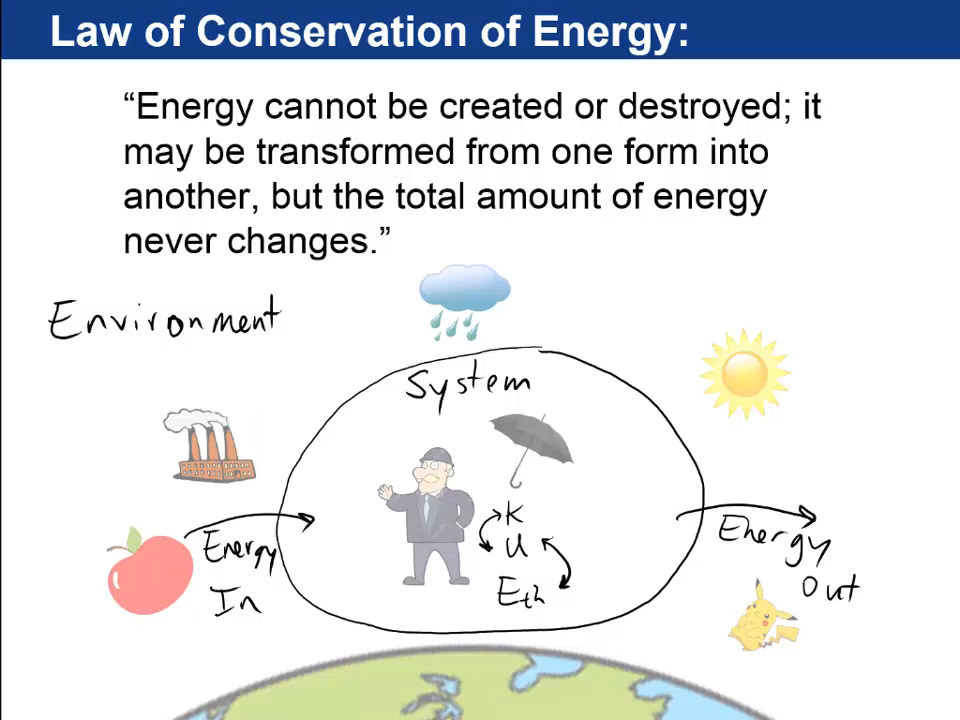 Law of Conservation of Energy:
“Energy cannot be created or destroyed; it
may be transformed from one form into
another, but the total amount of energy
never changes.”
Environment
System
K
U
Eth
Energy
In
Energy
Out